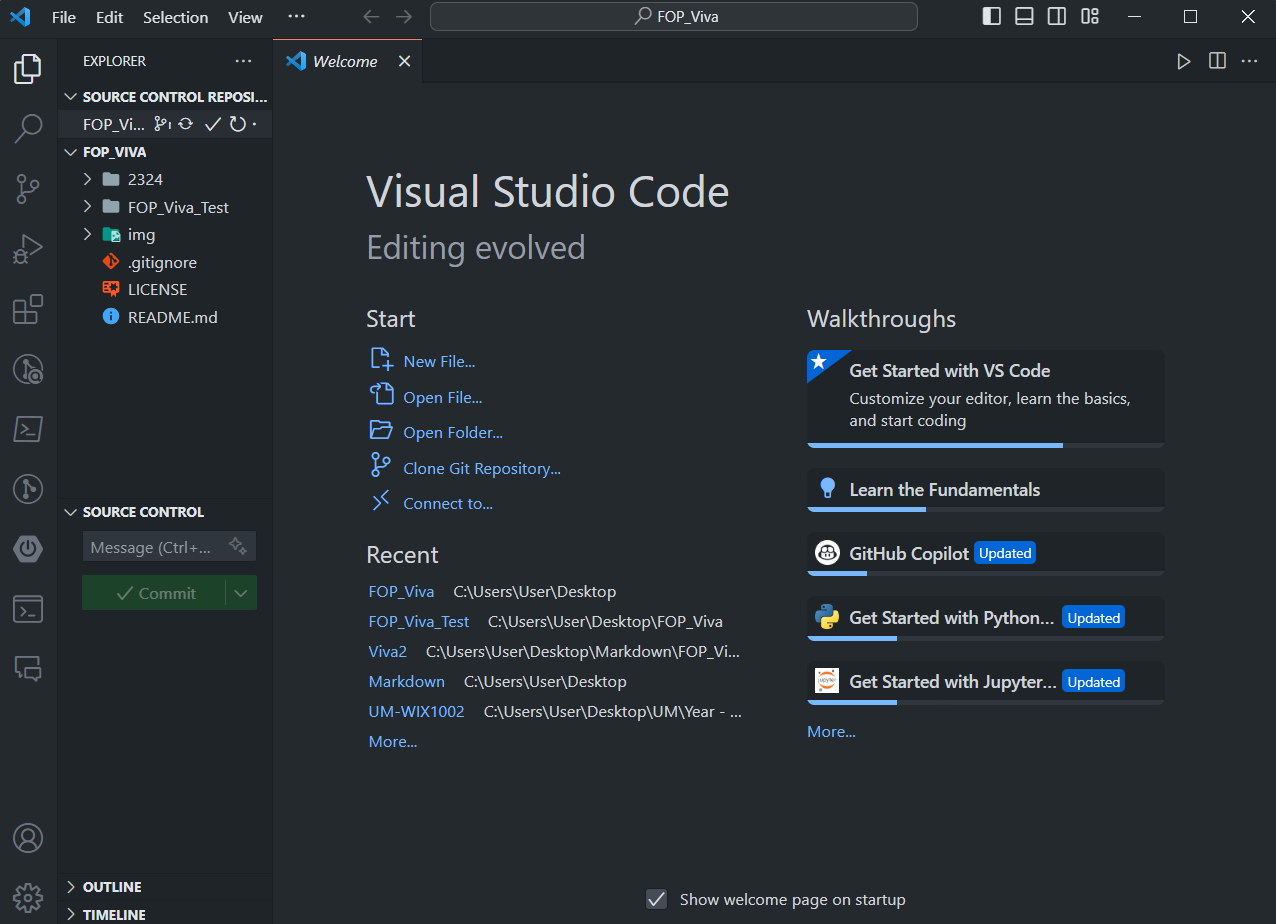 File Edit Selection View ··· FOP_Viva
EXPLORER ···
SOURCE CONTROL REPOSI...
FOP_Vi...
FOP_VIVA
2324
FOP_Viva_Test
img
.gitignore
LICENSE
README.md
SOURCE CONTROL
Message (Ctrl+...
Commit
OUTLINE
TIMELINE
Welcome
Visual Studio Code
Editing evolved
Start
New File...
Open File...
Open Folder...
Clone Git Repository...
Connect to...
Recent
FOP_Viva C:\Users\User\Desktop
FOP_Viva_Test C:\Users\User\Desktop\FOP_Viva
Viva2 C:\Users\User\Desktop\Markdown\FOP_Vi...
Markdown C:\Users\User\Desktop
UM-WIX1002 C:\Users\User\Desktop\UM\Year - ...
More...
Walkthroughs
Get Started with VS Code
Customize your editor, learn the basics,
and start coding
Learn the Fundamentals
GitHub Copilot Updated
Get Started with Python... Updated
Get Started with Jupyter... Updated
More...
Show welcome page on startup